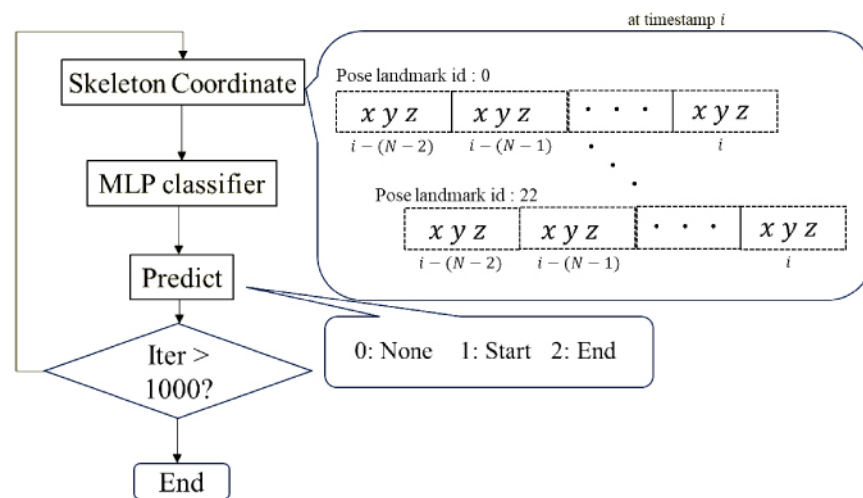 at timestamp i
Skeleton Coordinate
Pose landmark id : 0
x y z x y z · · · x y z
i − (N − 2) i − (N − 1) i
MLP classifier
Pose landmark id : 22
x y z x y z · · · x y z
i − (N − 2) i − (N − 1) i
Predict
0: None 1: Start 2: End
Iter >
1000?
End